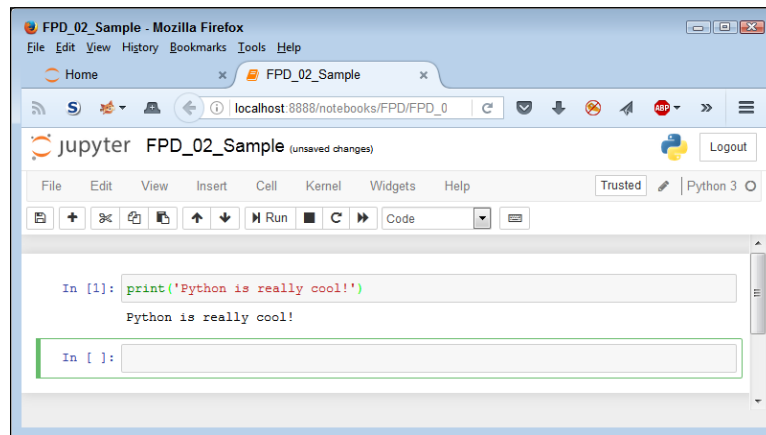 FPD_02_Sample - Mozilla Firefox
File Edit View History Bookmarks Tools Help
Home × FPD_02_Sample ×
S) localhost:8888/notebooks/FPD/FPD_0 ABP »
jupyter FPD_02_Sample (unsaved changes) Logout
File Edit View Insert Cell Kernel Widgets Help Trusted Python 3
Run Code
In [1]: print('Python is really cool!')
Python is really cool!
In [ ]: